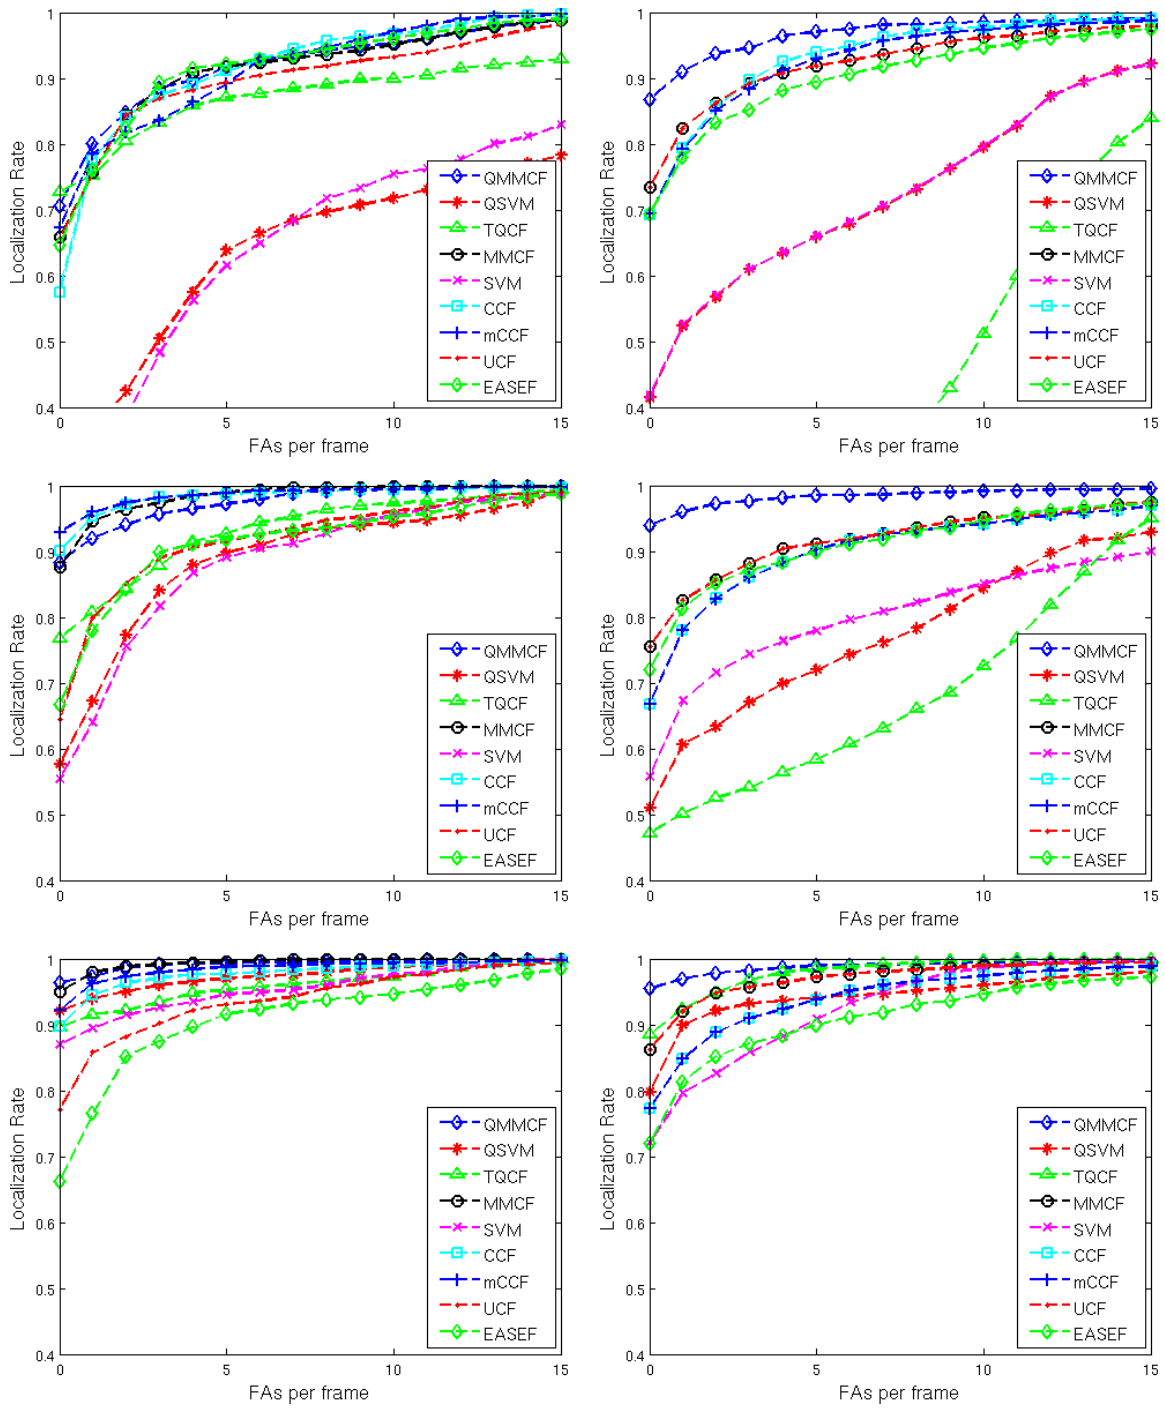 1
0.9
0.8
0.7
0.6
0.5
0.4
Localization Rate
0 5 10 15
FAs per frame
QMMCF
QSVM
TQCF
MMCF
SVM
CCF
mCCF
UCF
EASEF
1
0.9
0.8
0.7
0.6
0.5
0.4
Localization Rate
0 5 10 15
FAs per frame
QMMCF
QSVM
TQCF
MMCF
SVM
CCF
mCCF
UCF
EASEF
1
0.9
0.8
0.7
0.6
0.5
0.4
Localization Rate
0 5 10 15
FAs per frame
QMMCF
QSVM
TQCF
MMCF
SVM
CCF
mCCF
UCF
EASEF
1
0.9
0.8
0.7
0.6
0.5
0.4
Localization Rate
0 5 10 15
FAs per frame
QMMCF
QSVM
TQCF
MMCF
SVM
CCF
mCCF
UCF
EASEF
1
0.9
0.8
0.7
0.6
0.5
0.4
Localization Rate
0 5 10 15
FAs per frame
QMMCF
QSVM
TQCF
MMCF
SVM
CCF
mCCF
UCF
EASEF
1
0.9
0.8
0.7
0.6
0.5
0.4
Localization Rate
0 5 10 15
FAs per frame
QMMCF
QSVM
TQCF
MMCF
SVM
CCF
mCCF
UCF
EASEF